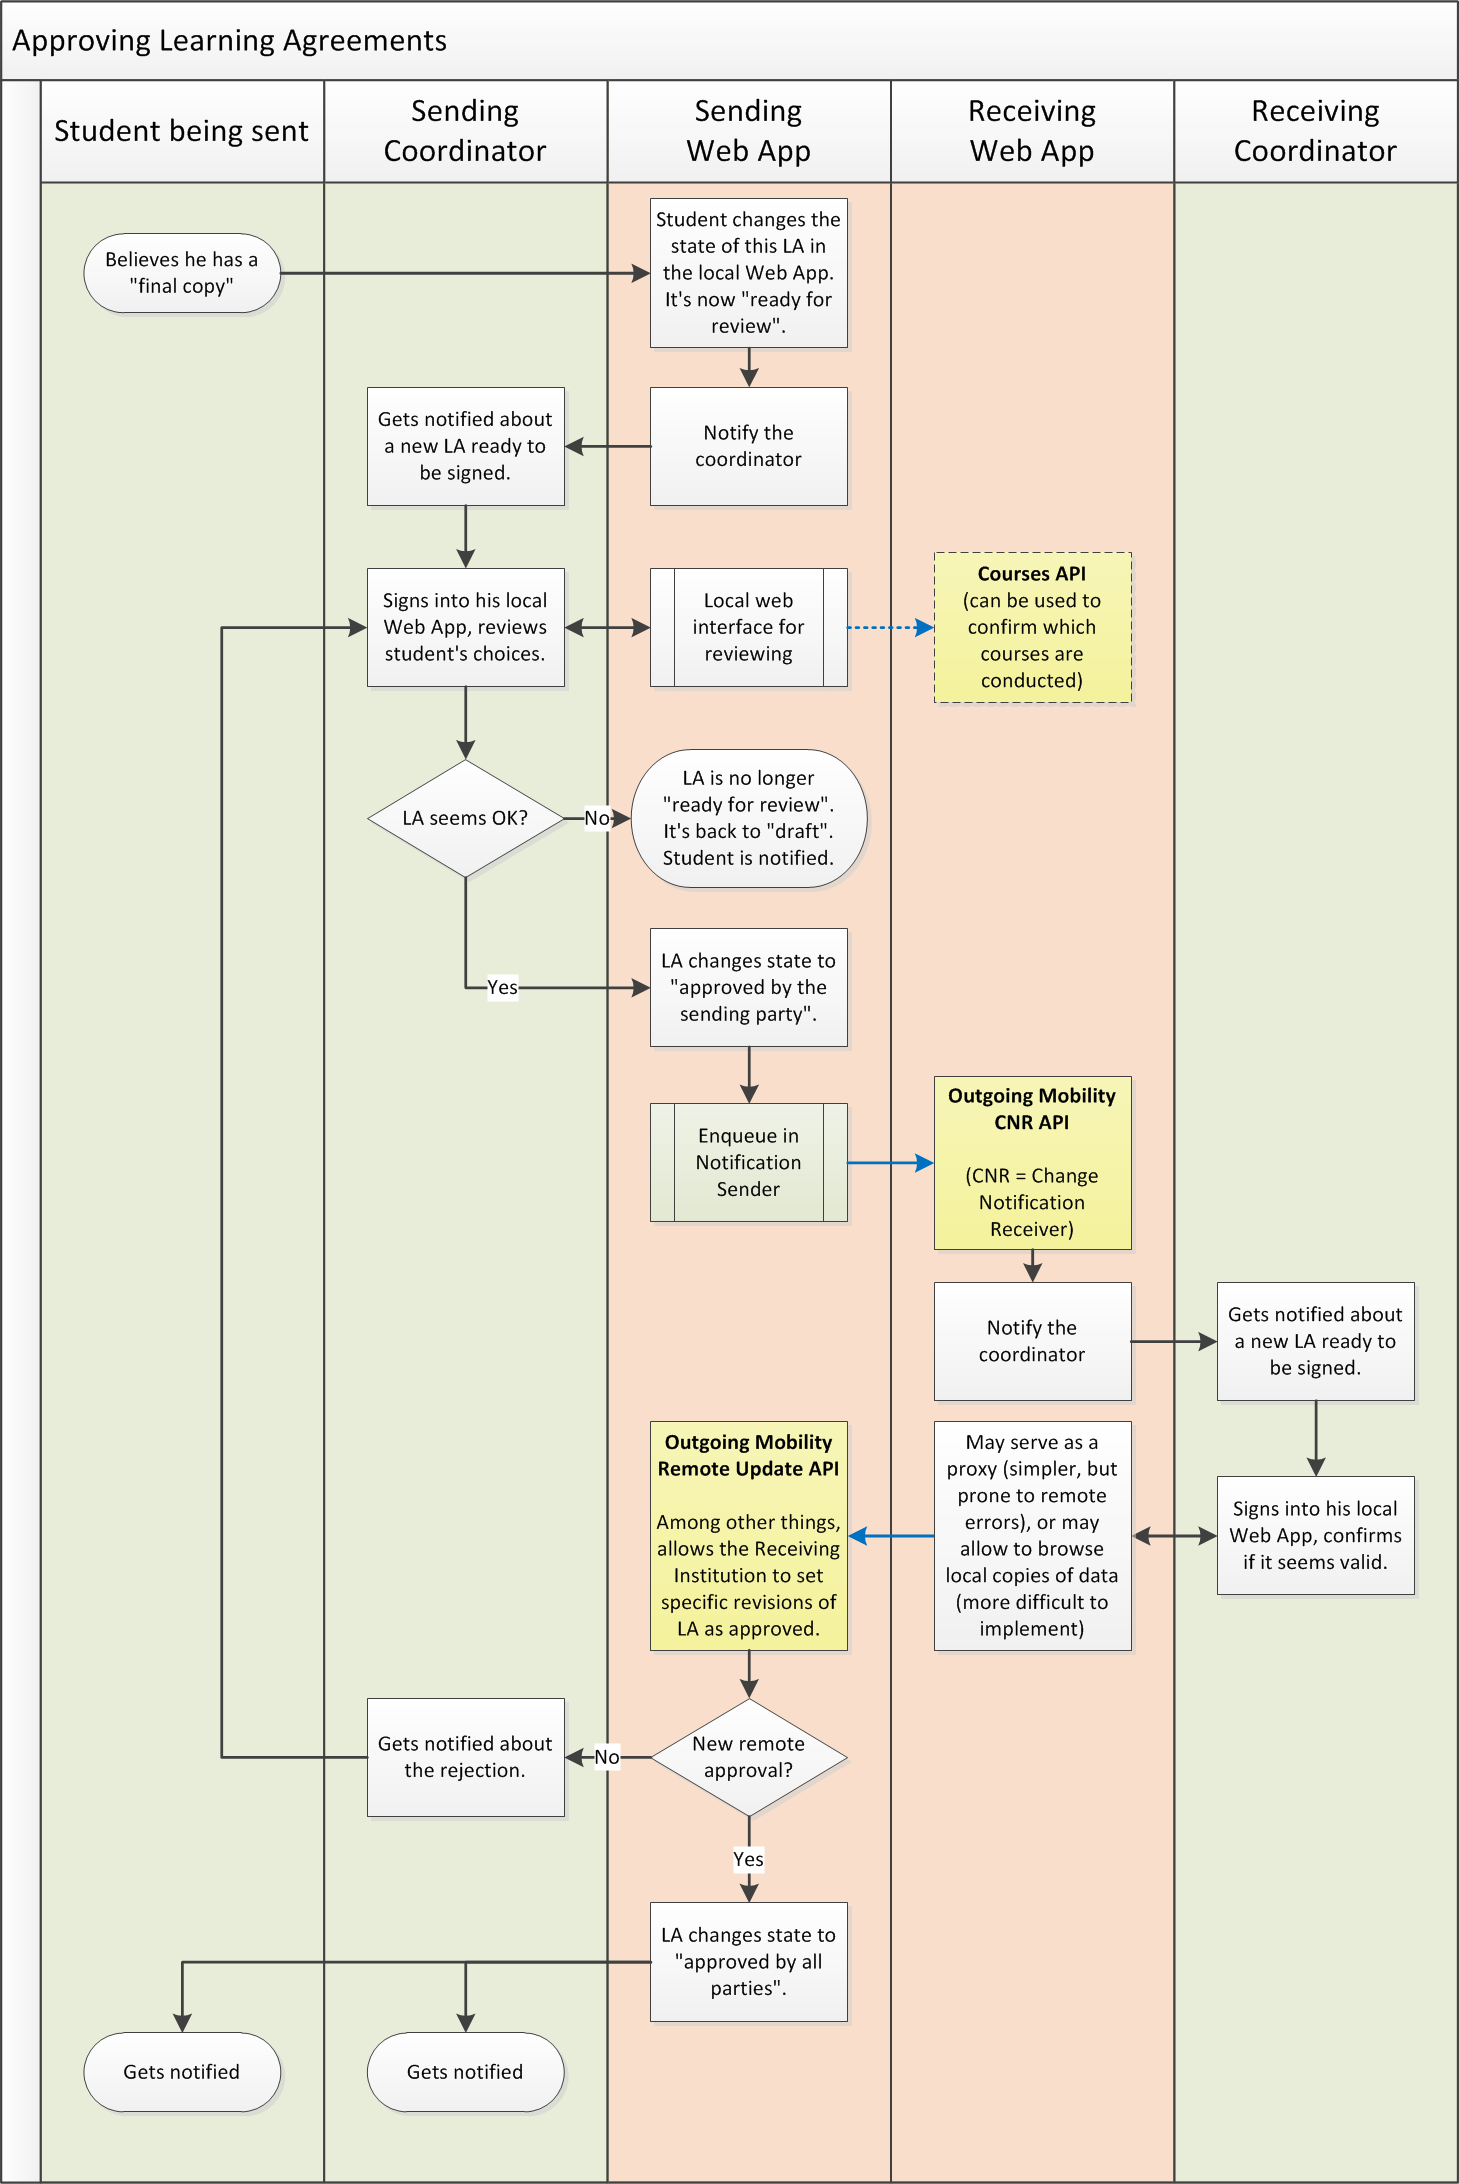 Approving Learning Agreements
Student being sent
Sending
Coordinator
Sending
Web App
Receiving
Web App
Receiving
Coordinator
Believes he has a
"final copy"
Student changes the
state of this LA in
the local Web App.
It's now "ready for
review".
Gets notified about
a new LA ready to
be signed.
Notify the
coordinator
Signs into his local
Web App, reviews
student's choices.
Local web
interface for
reviewing
Courses API
(can be used to
confirm which
courses are
conducted)
LA seems OK?
No
LA is no longer
"ready for review".
It's back to "draft".
Student is notified.
Yes
LA changes state to
"approved by the
sending party".
Enqueue in
Notification
Sender
Outgoing Mobility
CNR API
(CNR = Change
Notification
Receiver)
Notify the
coordinator
Gets notified about
a new LA ready to
be signed.
Outgoing Mobility
Remote Update API
Among other things,
allows the Receiving
Institution to set
specific revisions of
LA as approved.
May serve as a
proxy (simpler, but
prone to remote
errors), or may
allow to browse
local copies of data
(more difficult to
implement)
Signs into his local
Web App, confirms
if it seems valid.
Gets notified about
the rejection.
No
New remote
approval?
Yes
LA changes state to
"approved by all
parties".
Gets notified
Gets notified